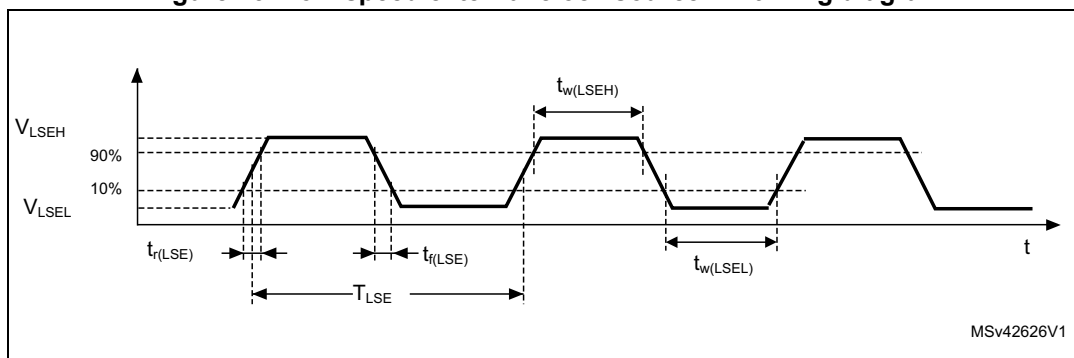 t_w(LSEH)
V_LSEH
90%
10%
V_LSEL
t_r(LSE)
t_f(LSE)
t_w(LSEL)
t
T_LSE
MSv42626V1